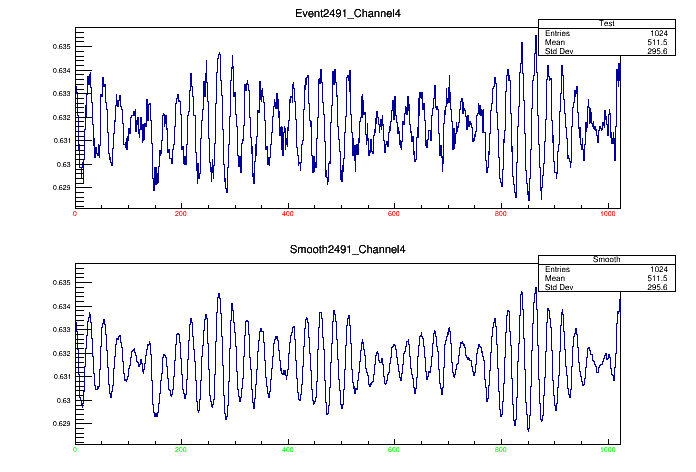 Event2491_Channel4
Test
Entries 1024
Mean 511.5
Std Dev 295.6
0.635
0.634
0.633
0.632
0.631
0.63
0.629
0 200 400 600 800 1000
Smooth2491_Channel4
Smooth
Entries 1024
Mean 511.5
Std Dev 295.6
0.635
0.634
0.633
0.632
0.631
0.63
0.629
0 200 400 600 800 1000